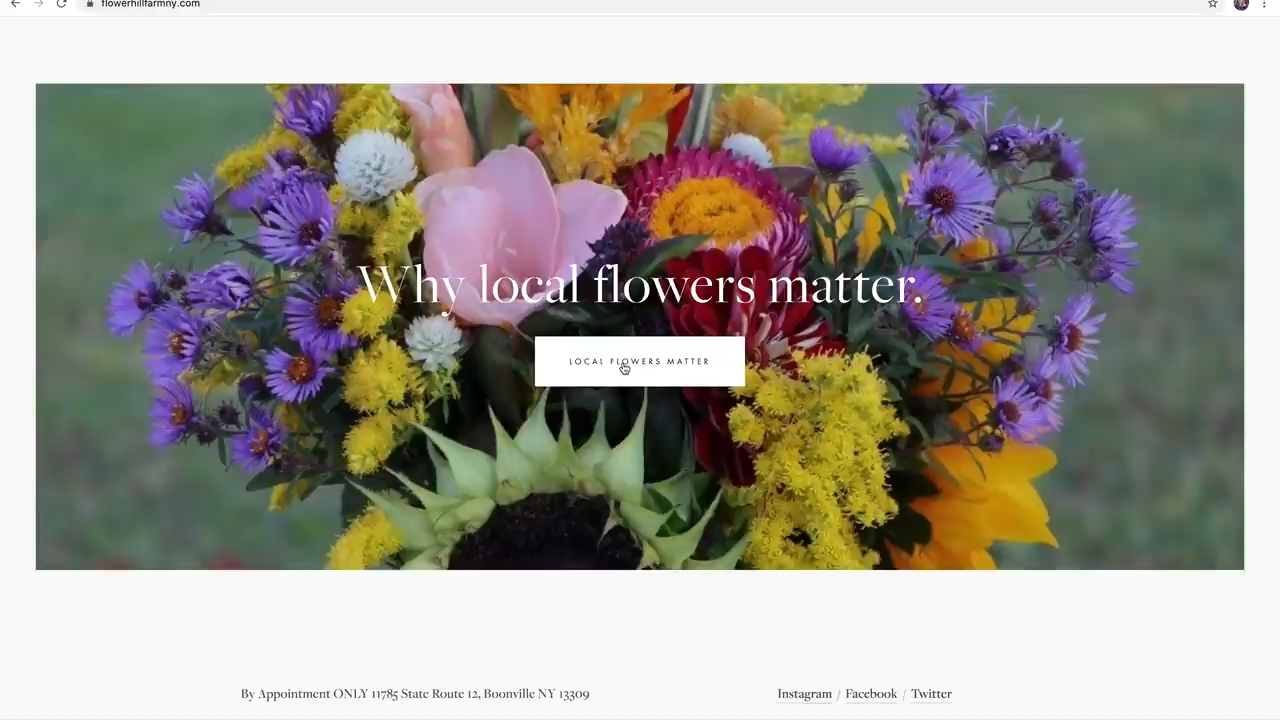 flowerhillfarmny.com
Why local flowers matter.
LOCAL FLOWERS MATTER
By Appointment ONLY 11785 State Route 12, Boonville NY 13309
Instagram / Facebook / Twitter